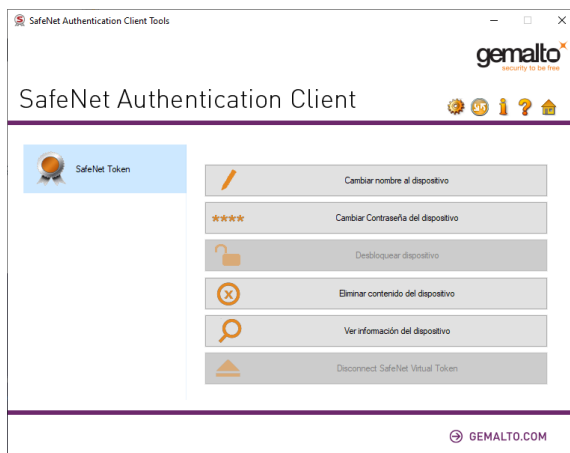 SafeNet Authentication Client Tools
gemalto
security to be free
SafeNet Authentication Client
SafeNet Token
Cambiar nombre al dispositivo
**** Cambiar Contraseña del dispositivo
Desbloquear dispositivo
Eliminar contenido del dispositivo
Ver información del dispositivo
Disconnect SafeNet Virtual Token
GEMALTO.COM